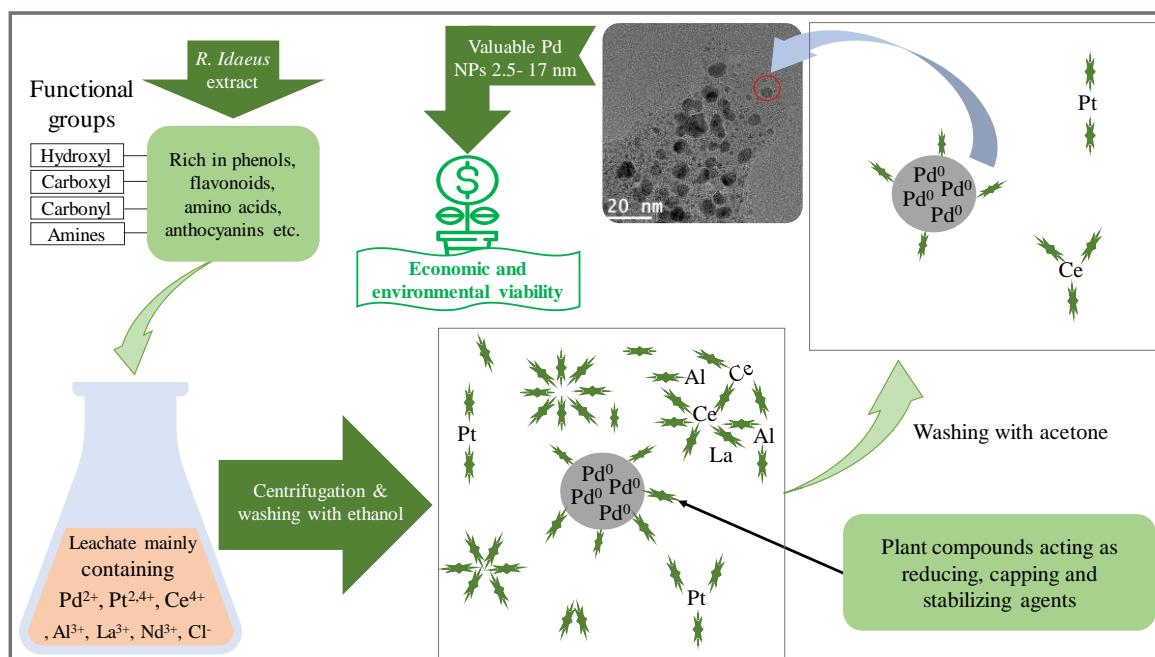 R. Idaeus
extract
Functional
groups
Hydroxyl
Carboxyl
Carbonyl
Amines
Rich in phenols,
flavonoids,
amino acids,
anthocyanins etc.
Valuable Pd
NPs 2.5- 17 nm
$
Economic and
environmental viability
20 nm
Pt
Pd⁰
Pd⁰ Pd⁰
Pd⁰
Ce
Leachate mainly
containing
Pd²⁺, Pt²,⁴⁺, Ce⁴⁺
, Al³⁺, La³⁺, Nd³⁺, Cl⁻
Centrifugation &
washing with ethanol
Pt
Al
Ce
Ce
Al
La
Pd⁰
Pd⁰ Pd⁰
Pd⁰
Pt
Washing with acetone
Plant compounds acting as
reducing, capping and
stabilizing agents